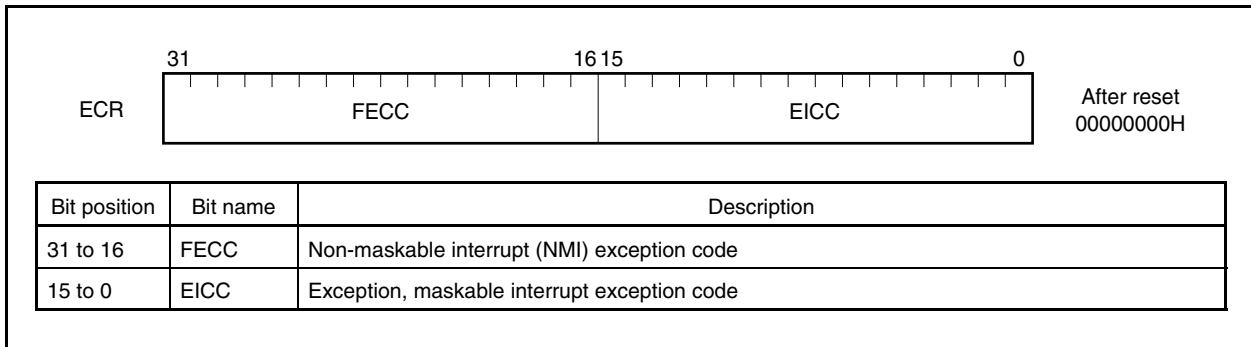 31 16 15 0
ECR FECC EICC After reset
00000000H
Bit position Bit name Description
31 to 16 FECC Non-maskable interrupt (NMI) exception code
15 to 0 EICC Exception, maskable interrupt exception code